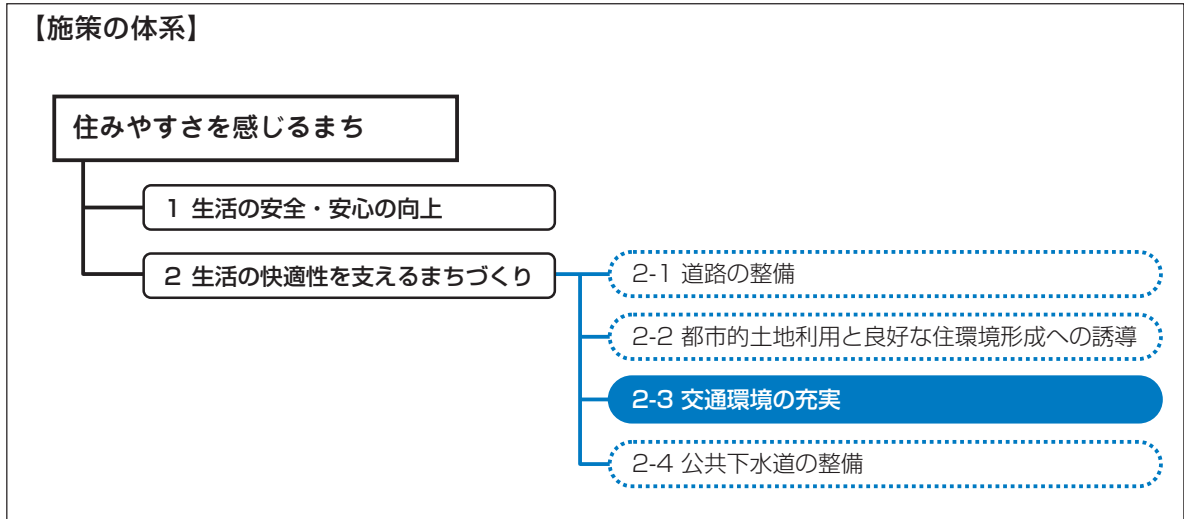 【施策の体系】
住みやすさを感じるまち
1 生活の安全・安心の向上
2 生活の快適性を支えるまちづくり
2-1 道路の整備
2-2 都市的土地利用と良好な住環境形成への誘導
2-3 交通環境の充実
2-4 公共下水道の整備